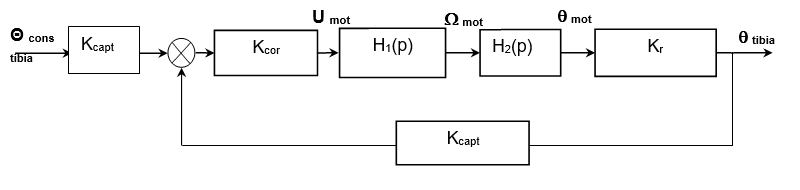 Θ cons
tibia
Kcapt
Kcor
U mot
H1(p)
Ω mot
H2(p)
θ mot
Kr
θ tibia
Kcapt